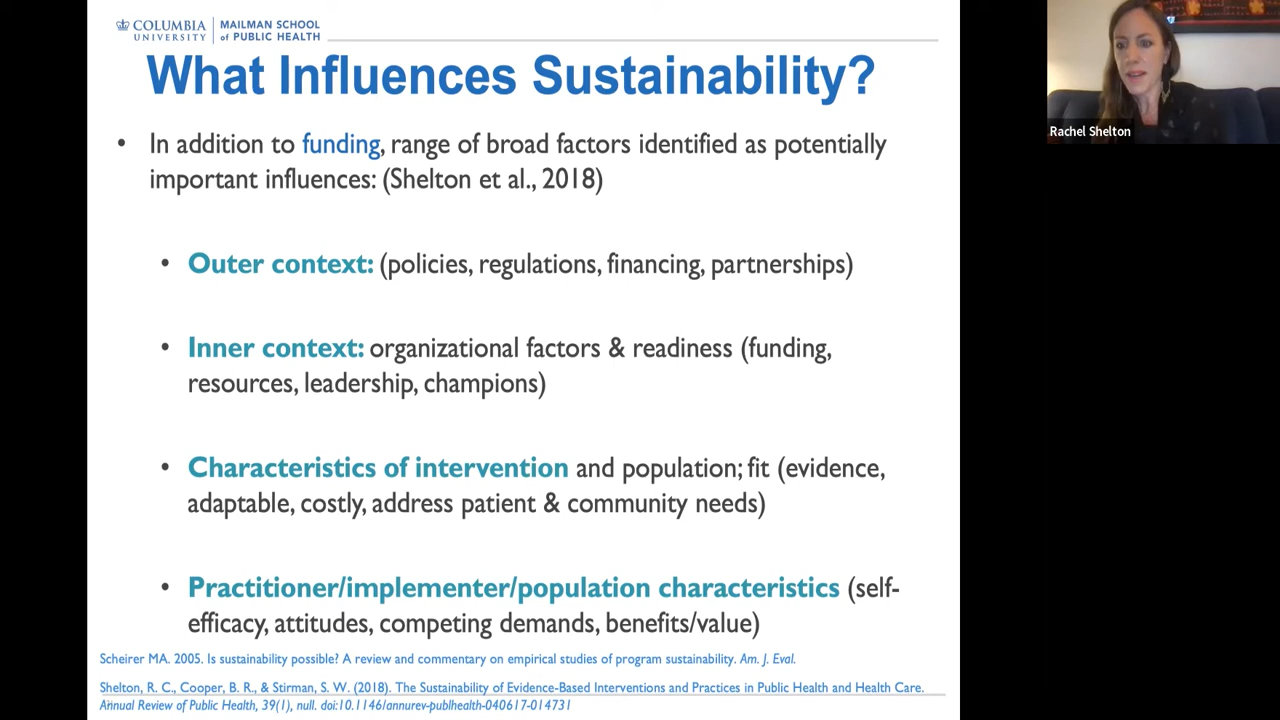 COLUMBIA UNIVERSITY
MAILMAN SCHOOL of PUBLIC HEALTH
What Influences Sustainability?
• In addition to funding, range of broad factors identified as potentially
important influences: (Shelton et al., 2018)
• Outer context: (policies, regulations, financing, partnerships)
• Inner context: organizational factors & readiness (funding,
resources, leadership, champions)
• Characteristics of intervention and population; fit (evidence,
adaptable, costly, address patient & community needs)
• Practitioner/implementer/population characteristics (self-
efficacy, attitudes, competing demands, benefits/value)
Scheirer MA. 2005. Is sustainability possible? A review and commentary on empirical studies of program sustainability. Am. J. Eval.
Shelton, R. C., Cooper, B. R., & Stirman, S. W. (2018). The Sustainability of Evidence-Based Interventions and Practices in Public Health and Health Care.
Annual Review of Public Health, 39(1), null. doi:10.1146/annurev-publhealth-040617-014731
Rachel Shelton